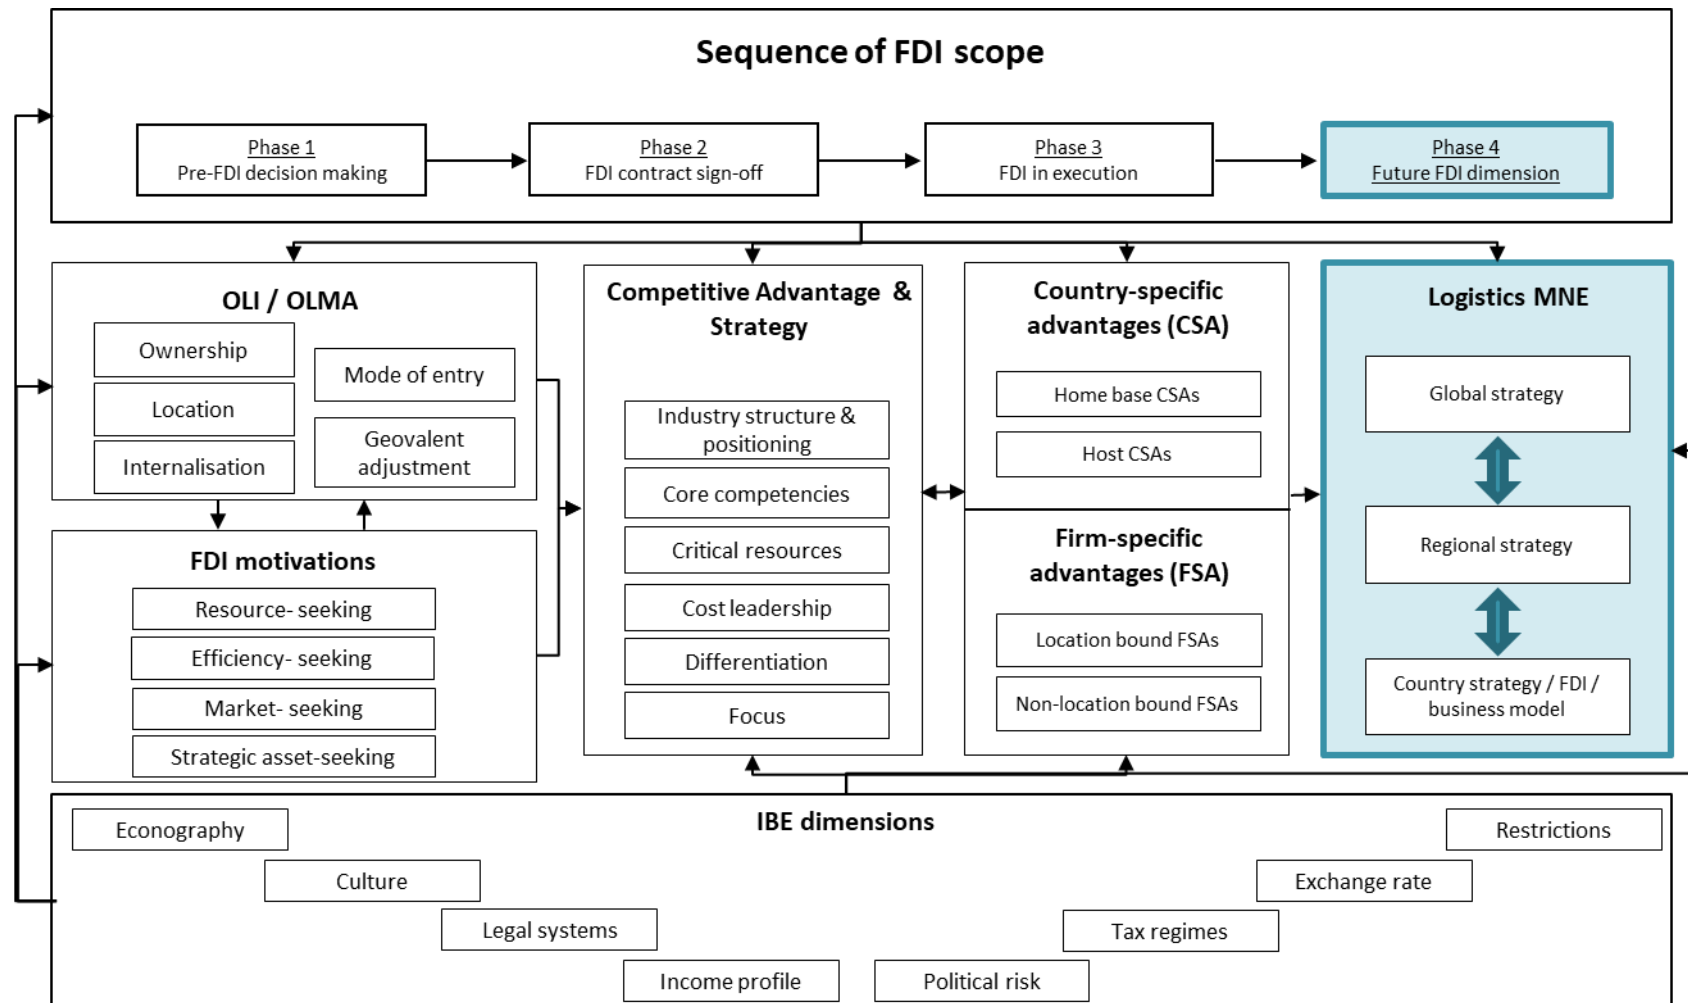 Sequence of FDI scope
Phase 1
Pre-FDI decision making
Phase 2
FDI contract sign-off
Phase 3
FDI in execution
Phase 4
Future FDI dimension
OLI / OLMA
Ownership
Location
Internalisation
Mode of entry
Geovalent
adjustment
FDI motivations
Resource- seeking
Efficiency- seeking
Market- seeking
Strategic asset-seeking
Competitive Advantage &
Strategy
Industry structure &
positioning
Core competencies
Critical resources
Cost leadership
Differentiation
Focus
Country-specific
advantages (CSA)
Home base CSAs
Host CSAs
Firm-specific
advantages (FSA)
Location bound FSAs
Non-location bound FSAs
Logistics MNE
Global strategy
Regional strategy
Country strategy / FDI /
business model
IBE dimensions
Econography
Culture
Legal systems
Income profile
Political risk
Tax regimes
Exchange rate
Restrictions